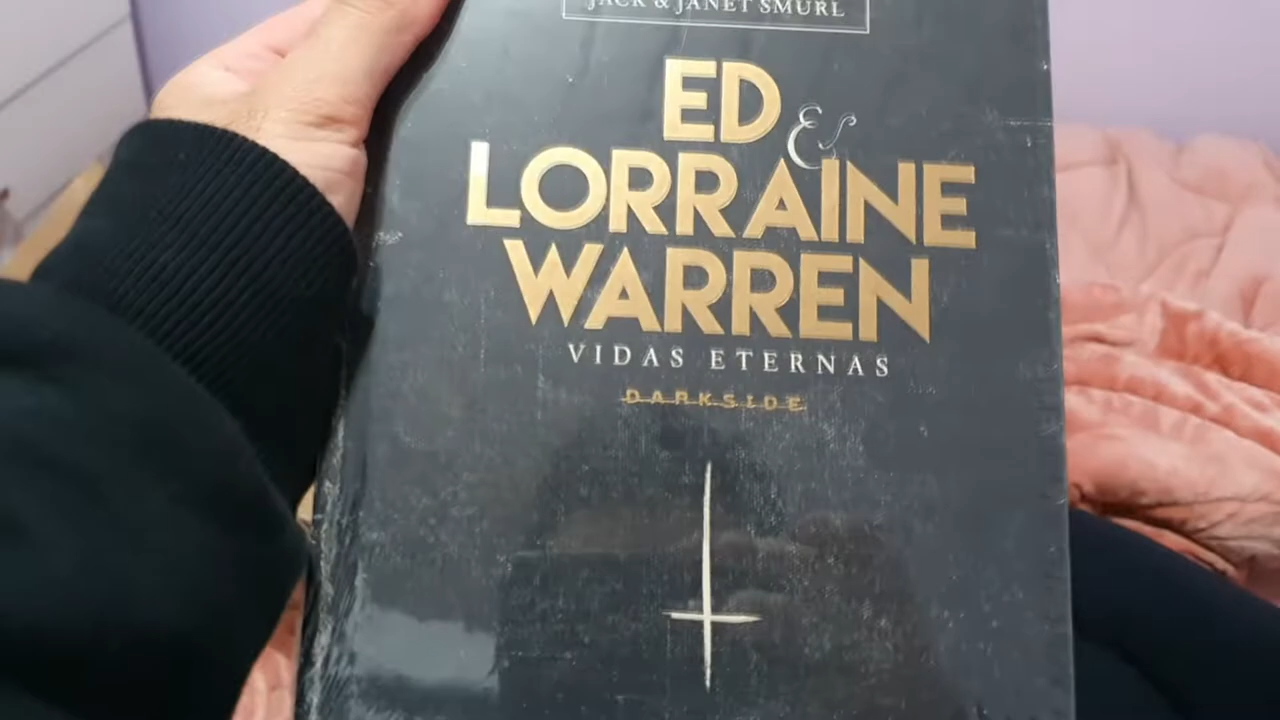 JACK & JANET SMURL
ED &
LORRAINE
WARREN
VIDAS ETERNAS
DARKSIDE